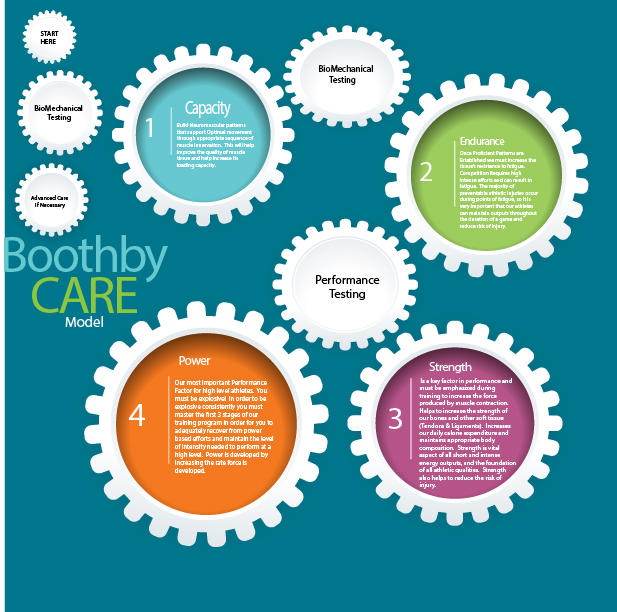 START
HERE
BioMechanical
Testing
Advanced Care
If Necessary
Boothby
CARE
Model
1
Capacity
Build Neuromuscular patterns
that support Optimal movement
through appropriate sequence of
muscle innervation. This will help
improve the quality of muscle
tissue and help increase its
loading capacity.
BioMechanical
Testing
2
Endurance
Once Proficient Patterns are
Established we must increase the
tissue's resistence to fatigue.
Competition Requires high
intense efforts and can result in
fatigue. The majority of
preventable athletic injuries occur
during points of fatigue, so it is
very important that our athletes
can maintain outputs throughout
the duration of a game and
reduce risk of injury.
Performance
Testing
3
Strength
Is a key factor in performance and
must be emphasized during
training to increase the force
produced by muscle contraction.
Helps to increase the strength of
our bones and other soft tissue
(Tendons & Ligaments). Increases
our daily calorie expenditure and
maintains appropriate body
composition. Strength is vital
aspect of all short and intense
energy outputs, and the foundation
of all athletic qualities. Strength
also helps to reduce the risk of
injury.
4
Power
Our most important Performance
Factor for high level athletes. You
must be explosive! In order to be
explosive consistently you must
master the first 3 stages of our
training program in order for you to
adequately recover from power
based efforts and maintain the level
of intensity needed to perform at a
high level. Power is developed by
increasing the rate force is
developed.